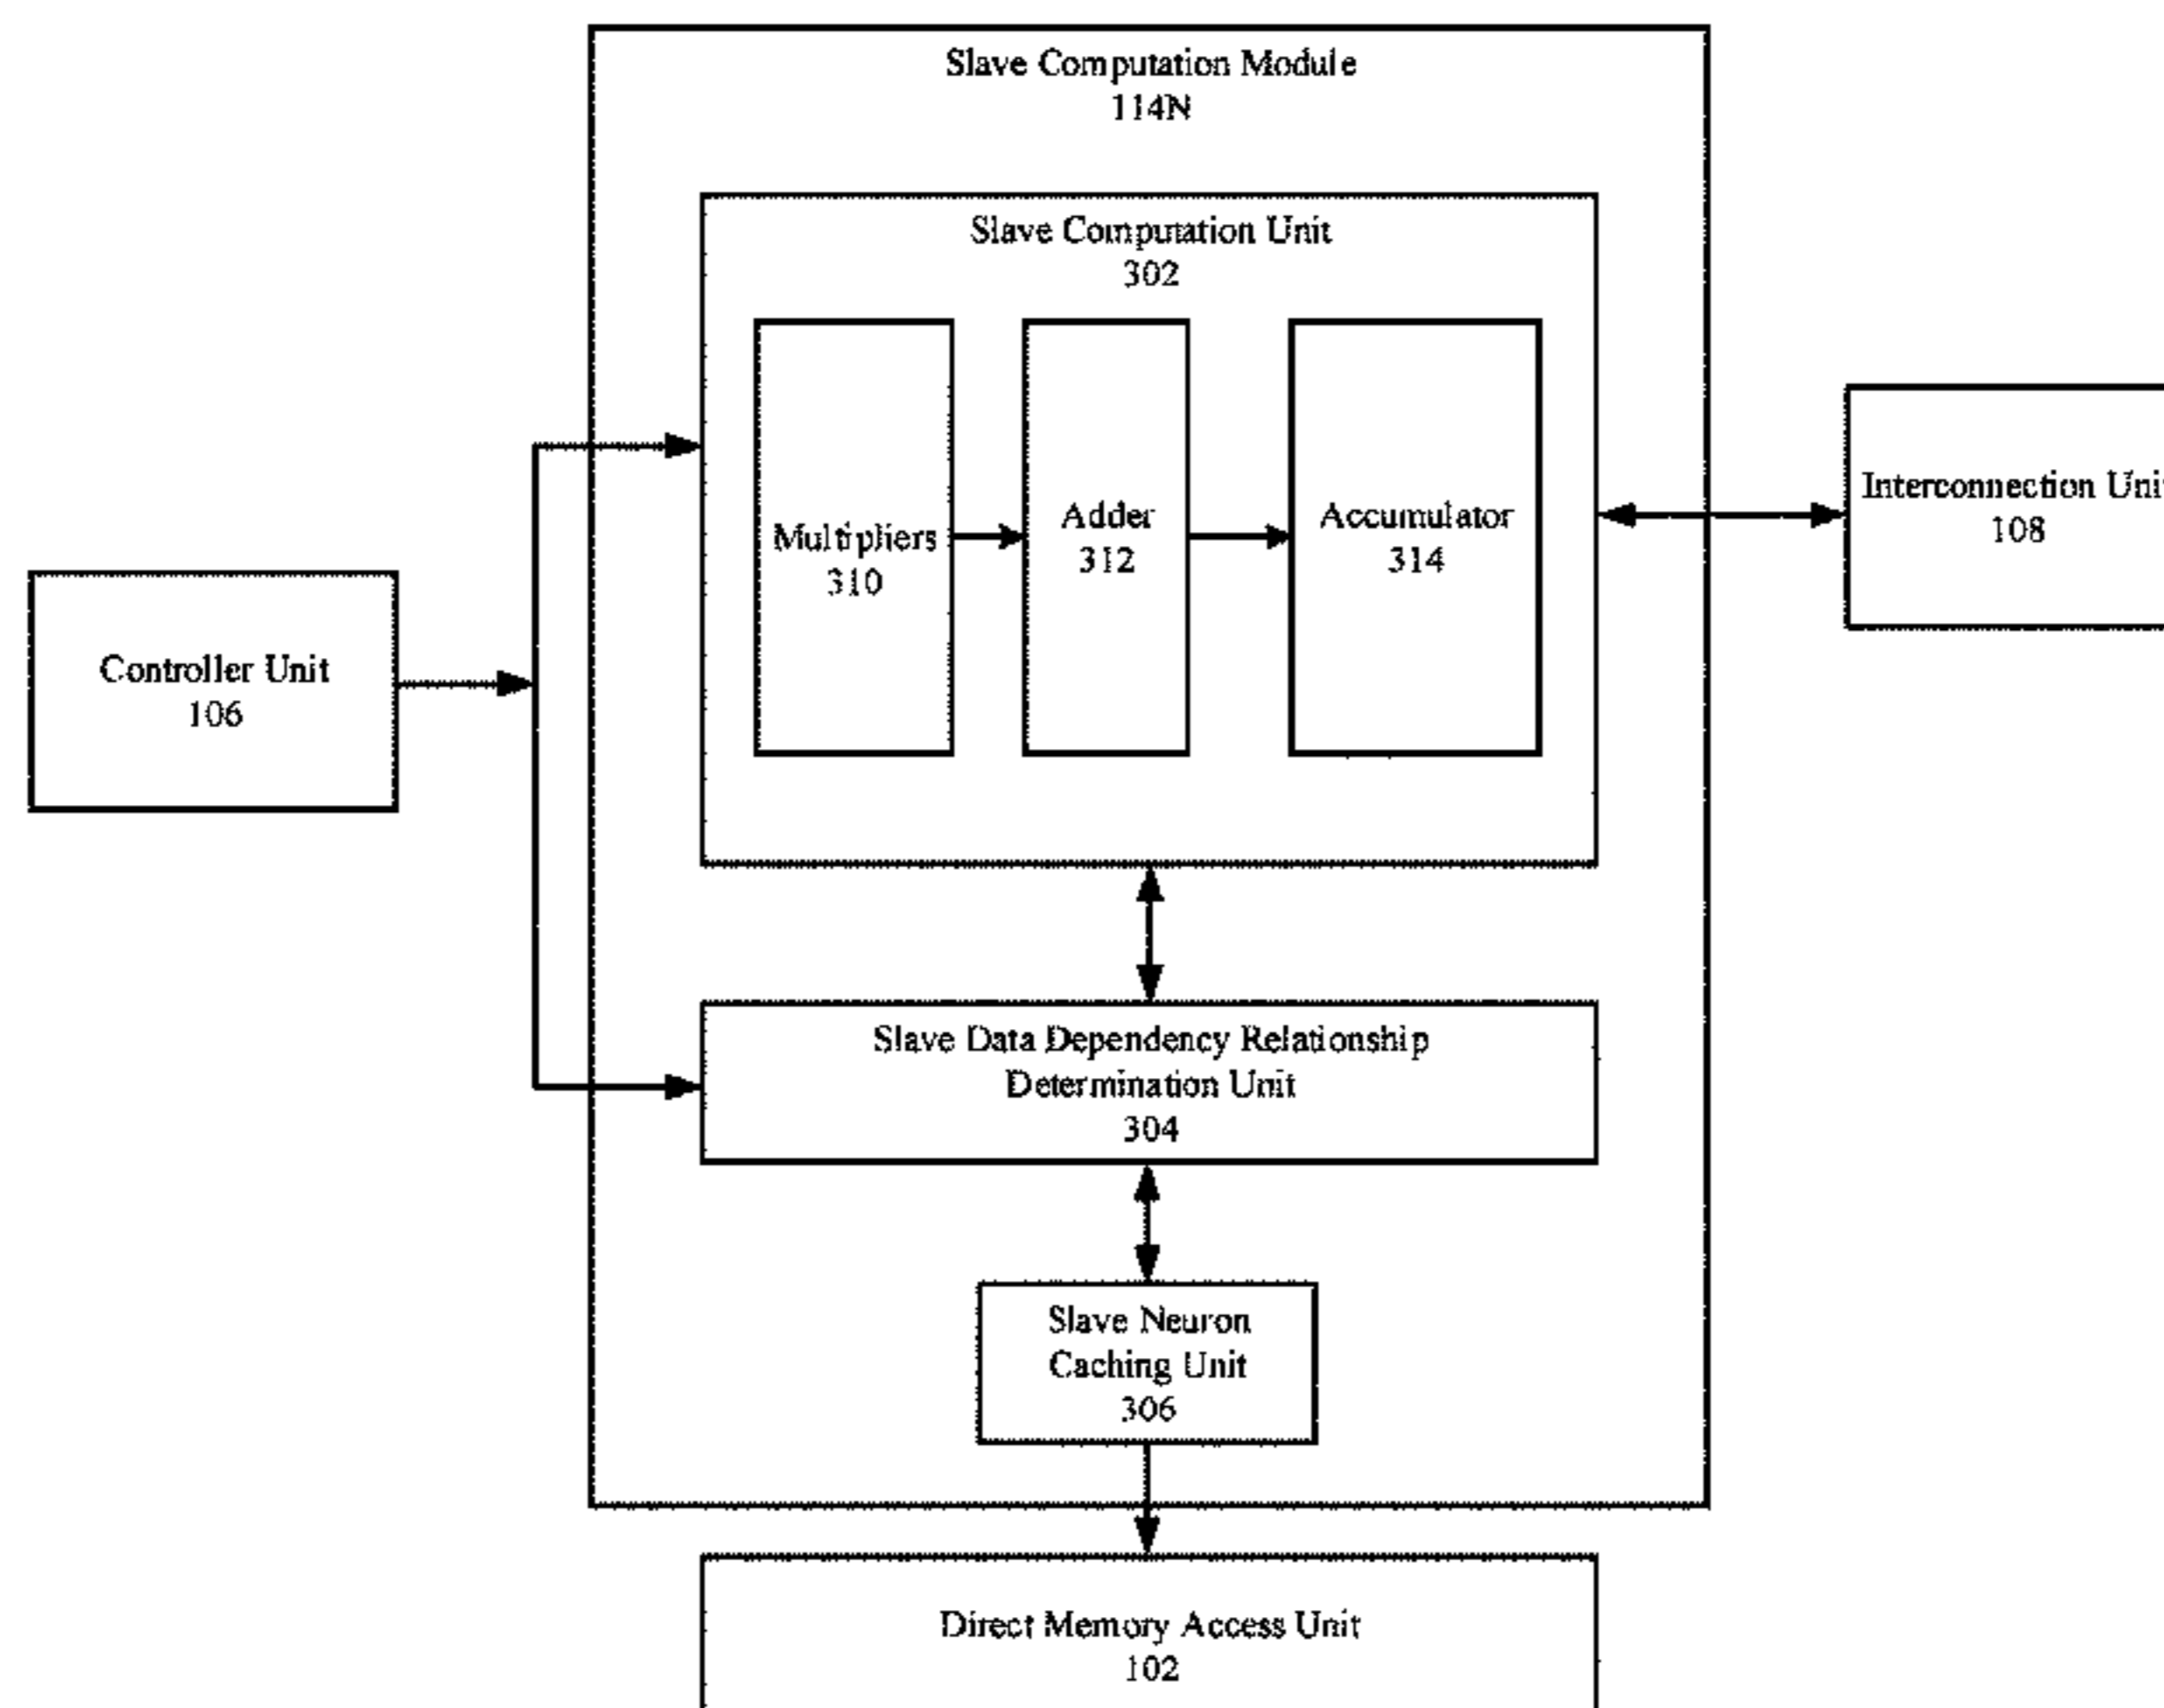 Slave Computation Module
114N
Slave Computation Unit
302
Multipliers
310
Adder
312
Accumulator
314
Interconnection Unit
108
Controller Unit
106
Slave Data Dependency Relationship
Determination Unit
304
Slave Neuron
Caching Unit
306
Direct Memory Access Unit
102